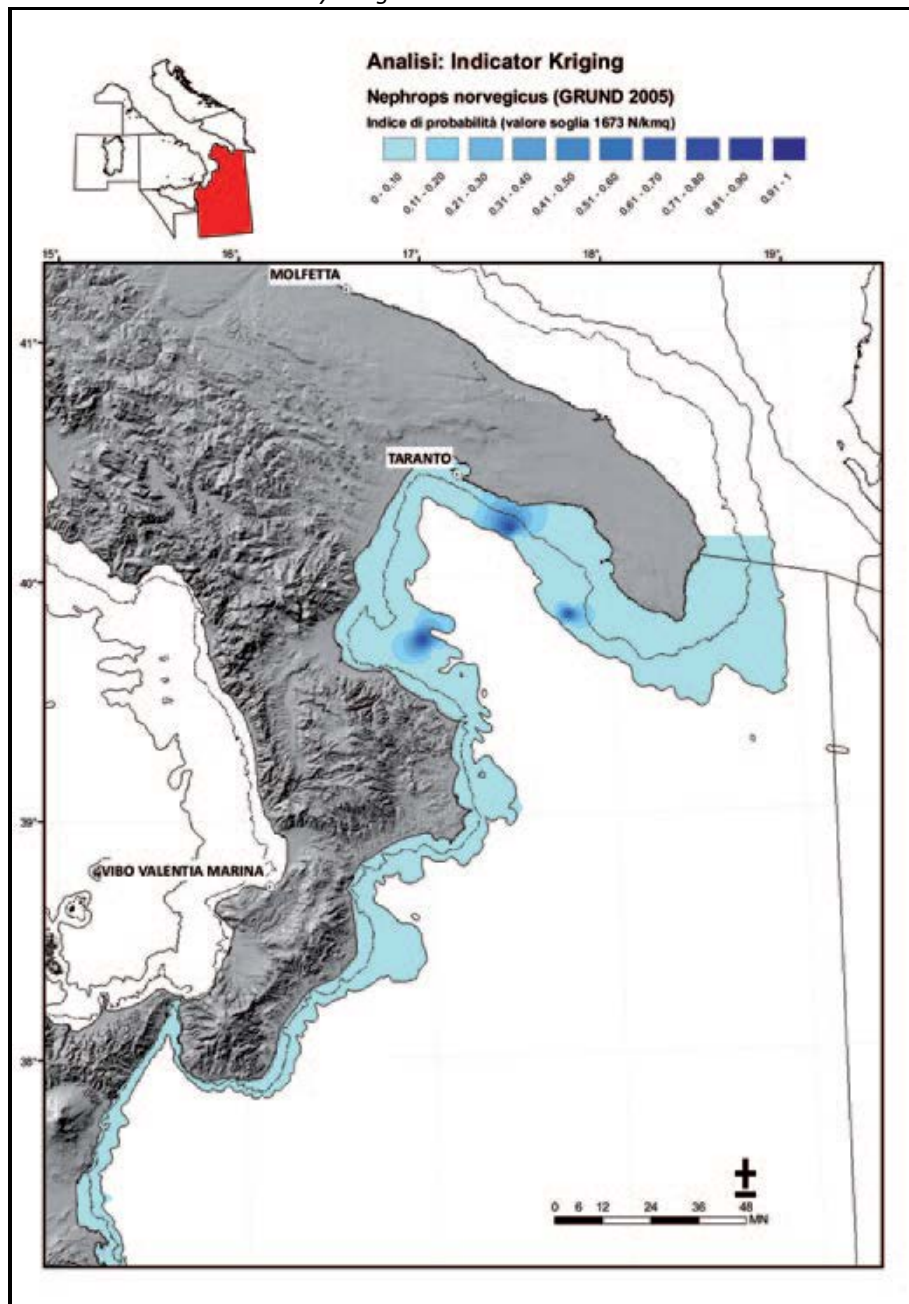 Analisi: Indicator Kriging
Nephrops norvegicus (GRUND 2005)
Indice di probabilità (valore soglia 1673 N/kmq)
0 - 0,10
0,11 - 0,20
0,21 - 0,30
0,31 - 0,40
0,41 - 0,50
0,51 - 0,60
0,61 - 0,70
0,71 - 0,80
0,81 - 0,90
0,91 - 1
15°
16°
17°
18°
19°
MOLFETTA
41°
TARANTO
40°
39°
VIBO VALENTIA MARINA
38°
0 6 12 24 36 48
MN